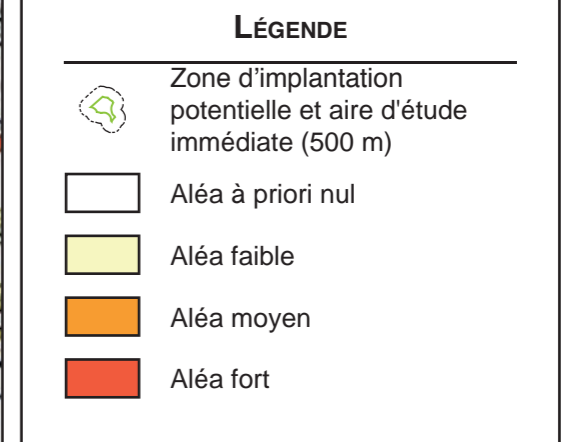 LÉGENDE
Zone d’implantation
potentielle et aire d'étude
immédiate (500 m)
Aléa à priori nul
Aléa faible
Aléa moyen
Aléa fort